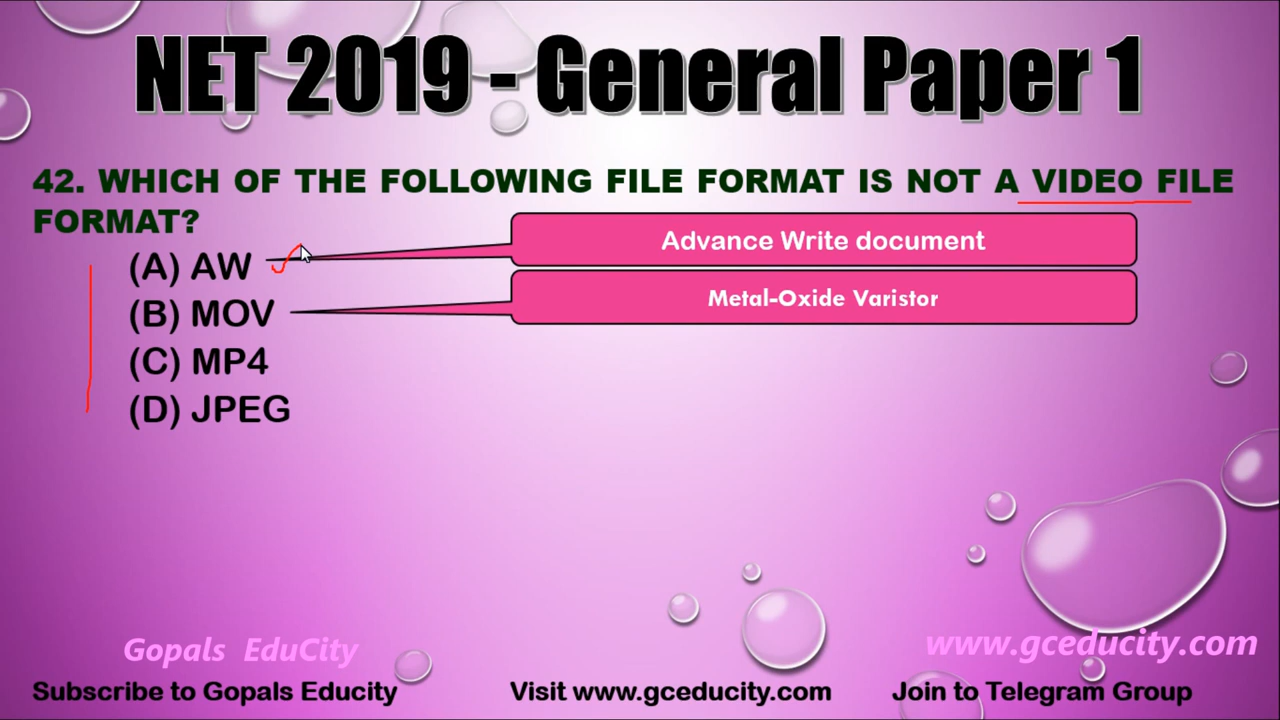 NET 2019 - General Paper 1
42. WHICH OF THE FOLLOWING FILE FORMAT IS NOT A VIDEO FILE
FORMAT?
(A) AW
Advance Write document
(B) MOV
Metal-Oxide Varistor
(C) MP4
(D) JPEG
Gopals EduCity
www.gceducity.com
Subscribe to Gopals Educity
Visit www.gceducity.com
Join to Telegram Group